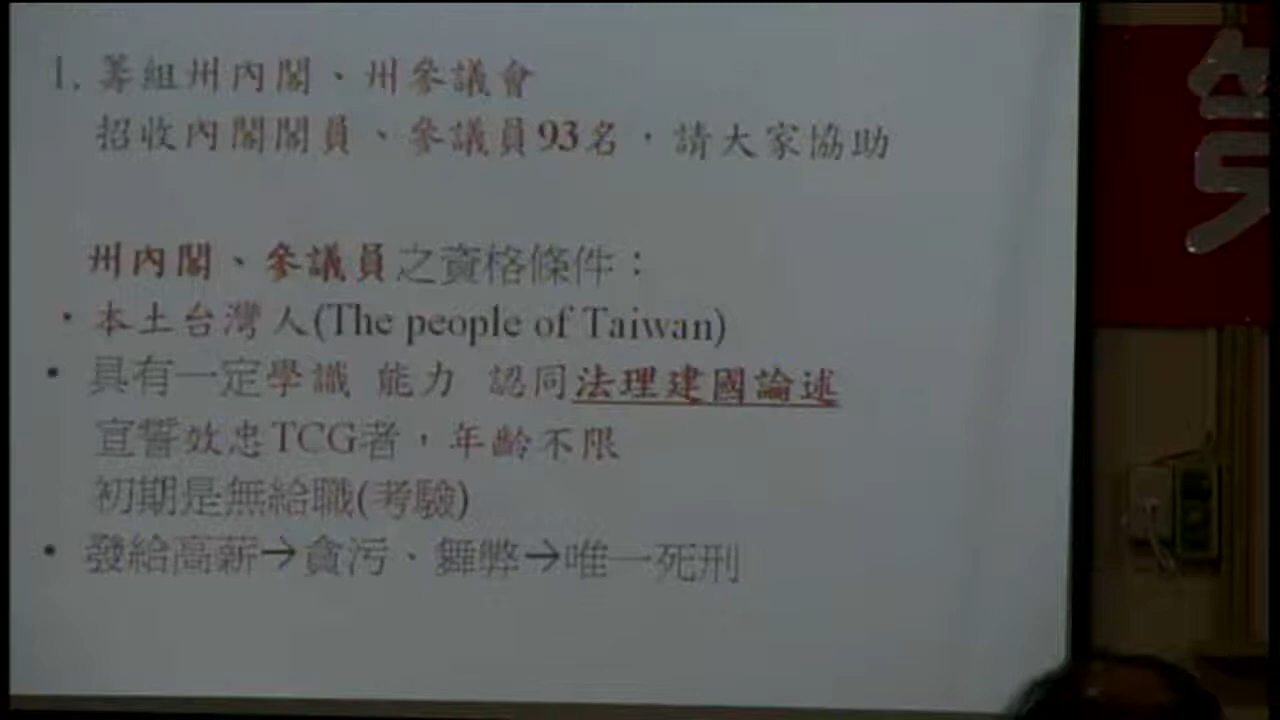 1. 籌組州內閣、州參議會
招收內閣閣員、參議員93名，請大家協助
州內閣、參議員之資格條件：
• 本土台灣人(The people of Taiwan)
• 具有一定學識 能力 認同法理建國論述
宣誓效忠TCG者，年齡不限
初期是無給職(考驗)
• 發給高薪→貪污、舞弊→唯一死刑